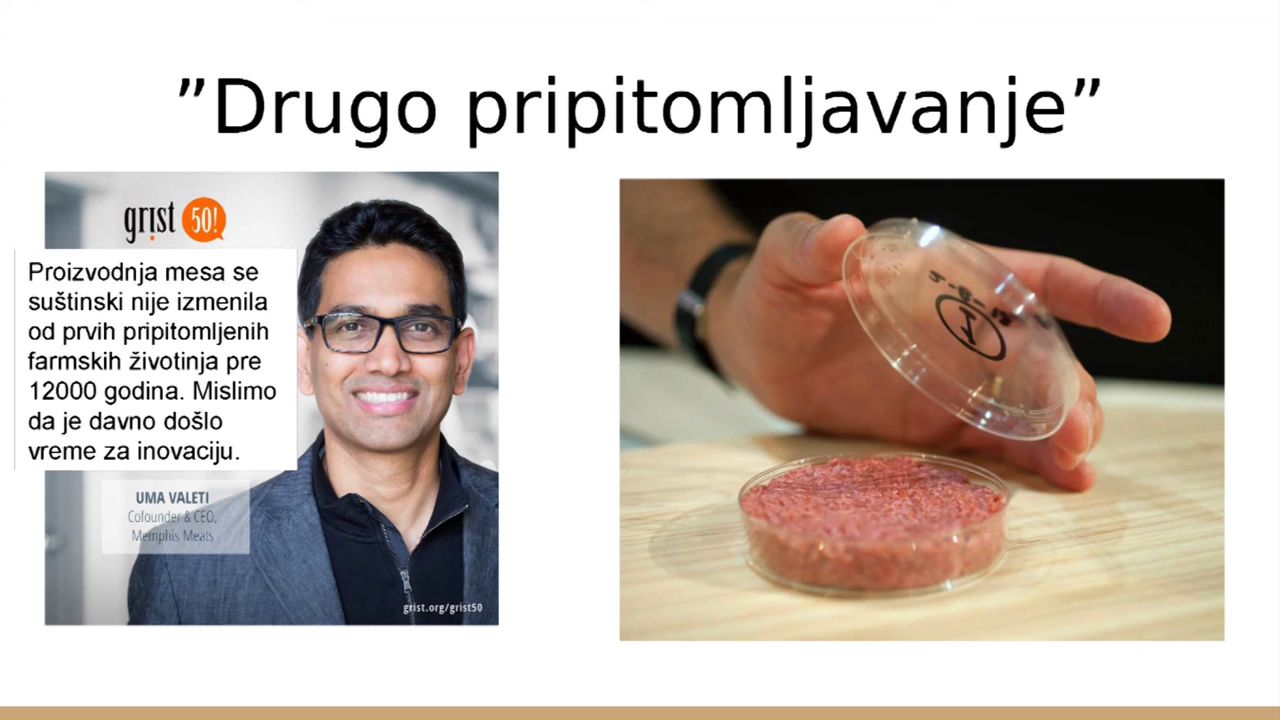 ”Drugo pripitomljavanje”
grist 50!
Proizvodnja mesa se
suštinski nije izmenila
od prvih pripitomljenih
farmskih životinja pre
12000 godina. Mislimo
da je davno došlo
vreme za inovaciju.
UMA VALETI
Cofounder & CEO,
Memphis Meats
grist.org/grist50